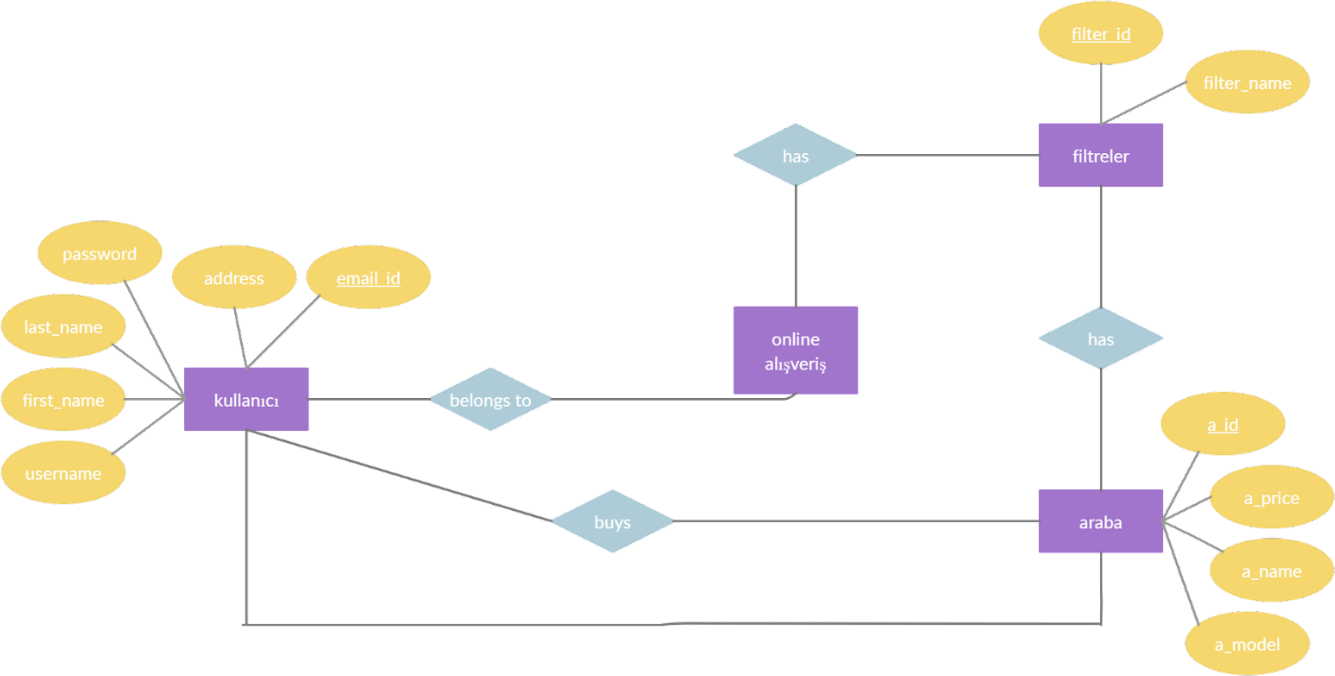 filter_id
filter_name
has
filtreler
password
address
email_id
last_name
online
alışveriş
has
first_name
kullanıcı
belongs to
a_id
username
a_price
buys
araba
a_name
a_model